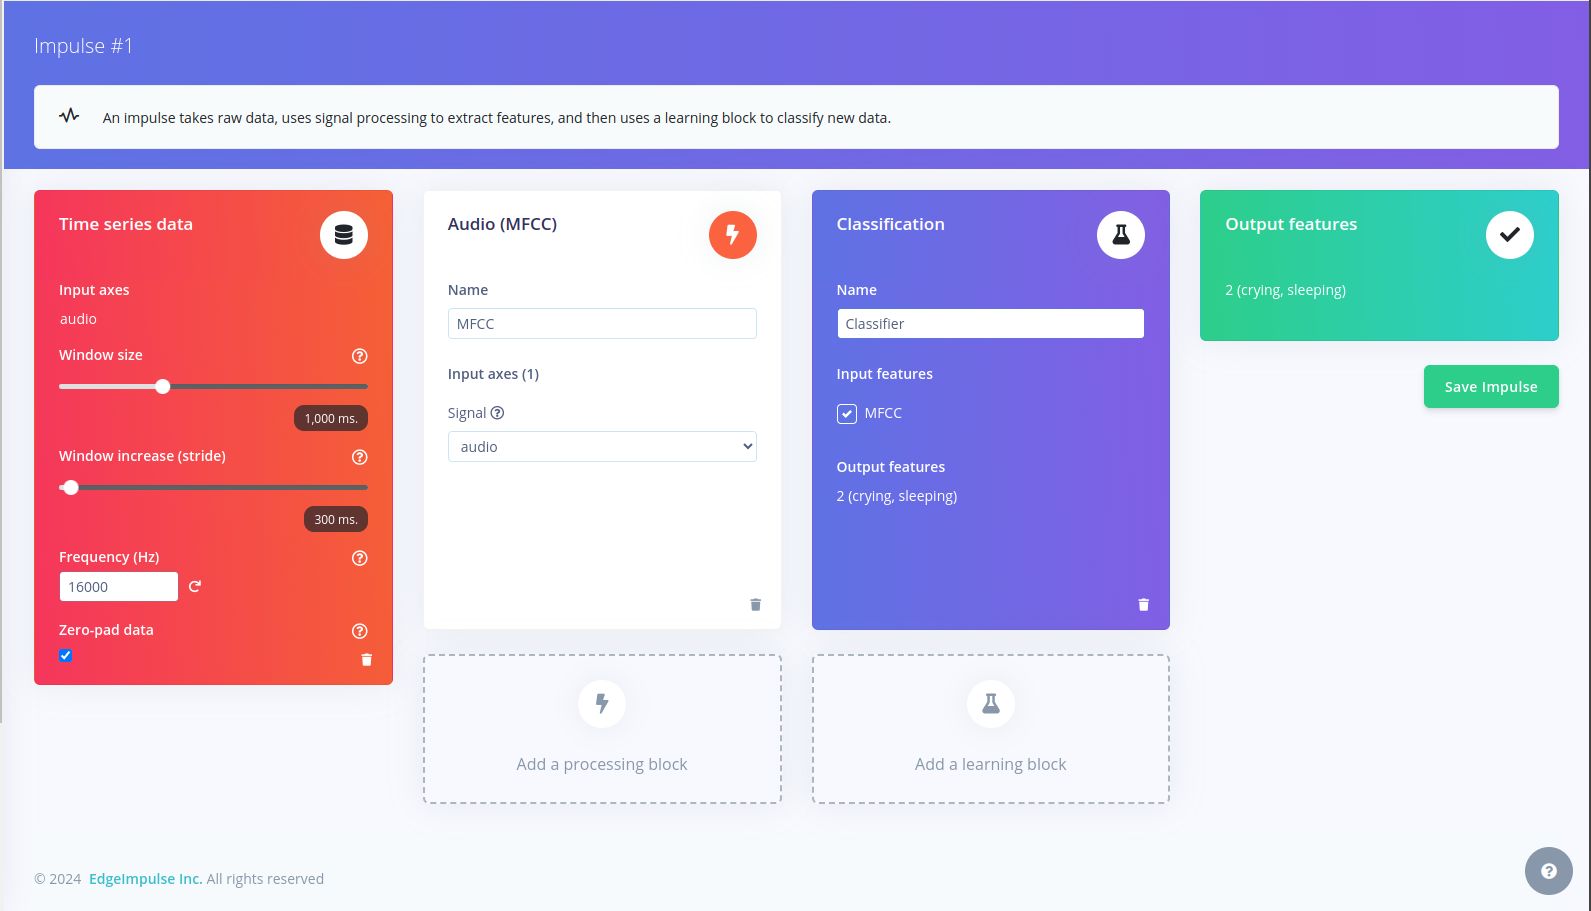 Impulse #1
An impulse takes raw data, uses signal processing to extract features, and then uses a learning block to classify new data.
Time series data
Input axes
audio
Window size
1,000 ms.
Window increase (stride)
300 ms.
Frequency (Hz)
16000
Zero-pad data
Audio (MFCC)
Name
MFCC
Input axes (1)
Signal
audio
Add a processing block
Classification
Name
Classifier
Input features
MFCC
Output features
2 (crying, sleeping)
Add a learning block
Output features
2 (crying, sleeping)
Save Impulse
© 2024 EdgeImpulse Inc. All rights reserved